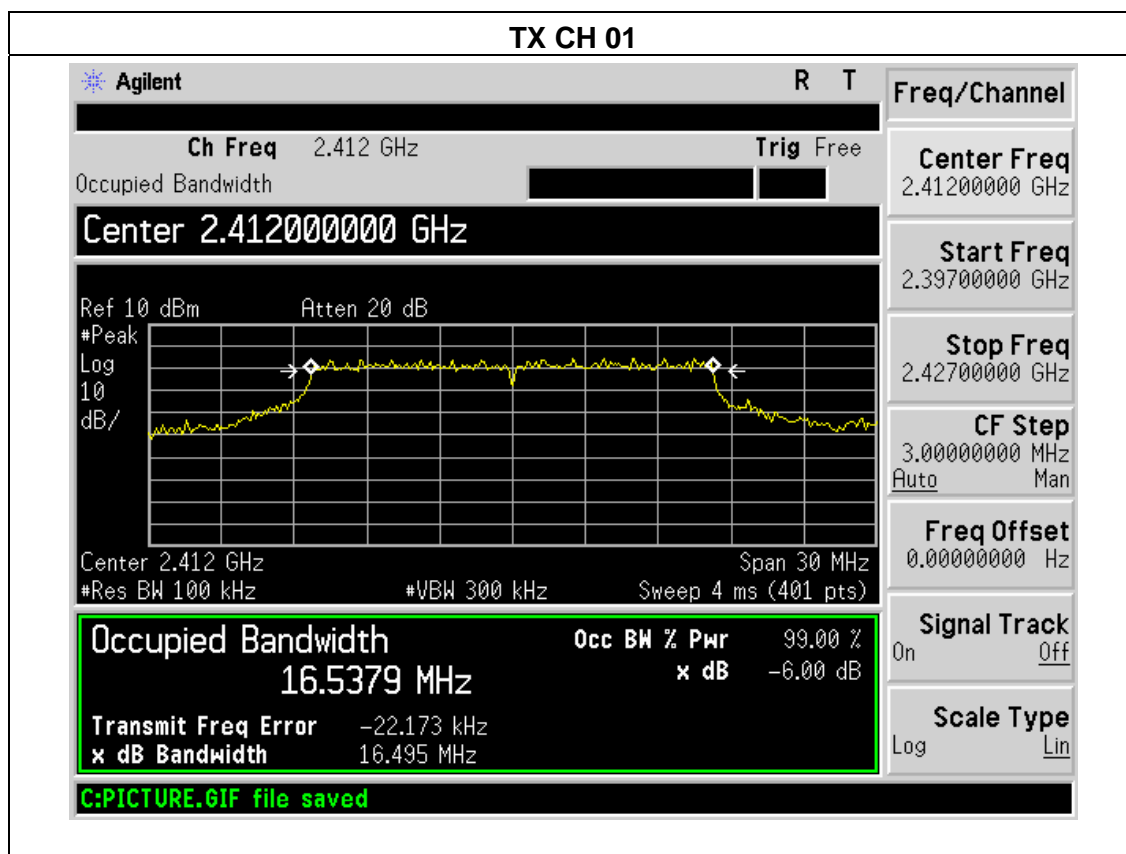 TX CH 01
Agilent R T
Ch Freq 2.412 GHz Trig Free
Occupied Bandwidth
Center 2.412000000 GHz
Ref 10 dBm Atten 20 dB
#Peak
Log
10
dB/
Center 2.412 GHz Span 30 MHz
#Res BW 100 kHz #VBW 300 kHz Sweep 4 ms (401 pts)
Occupied Bandwidth Occ BW % Pwr 99.00 %
16.5379 MHz x dB -6.00 dB
Transmit Freq Error -22.173 kHz
x dB Bandwidth 16.495 MHz
C:PICTURE.GIF file saved
Freq/Channel
Center Freq
2.41200000 GHz
Start Freq
2.39700000 GHz
Stop Freq
2.42700000 GHz
CF Step
3.00000000 MHz
Auto Man
Freq Offset
0.00000000 Hz
Signal Track
On Off
Scale Type
Log Lin